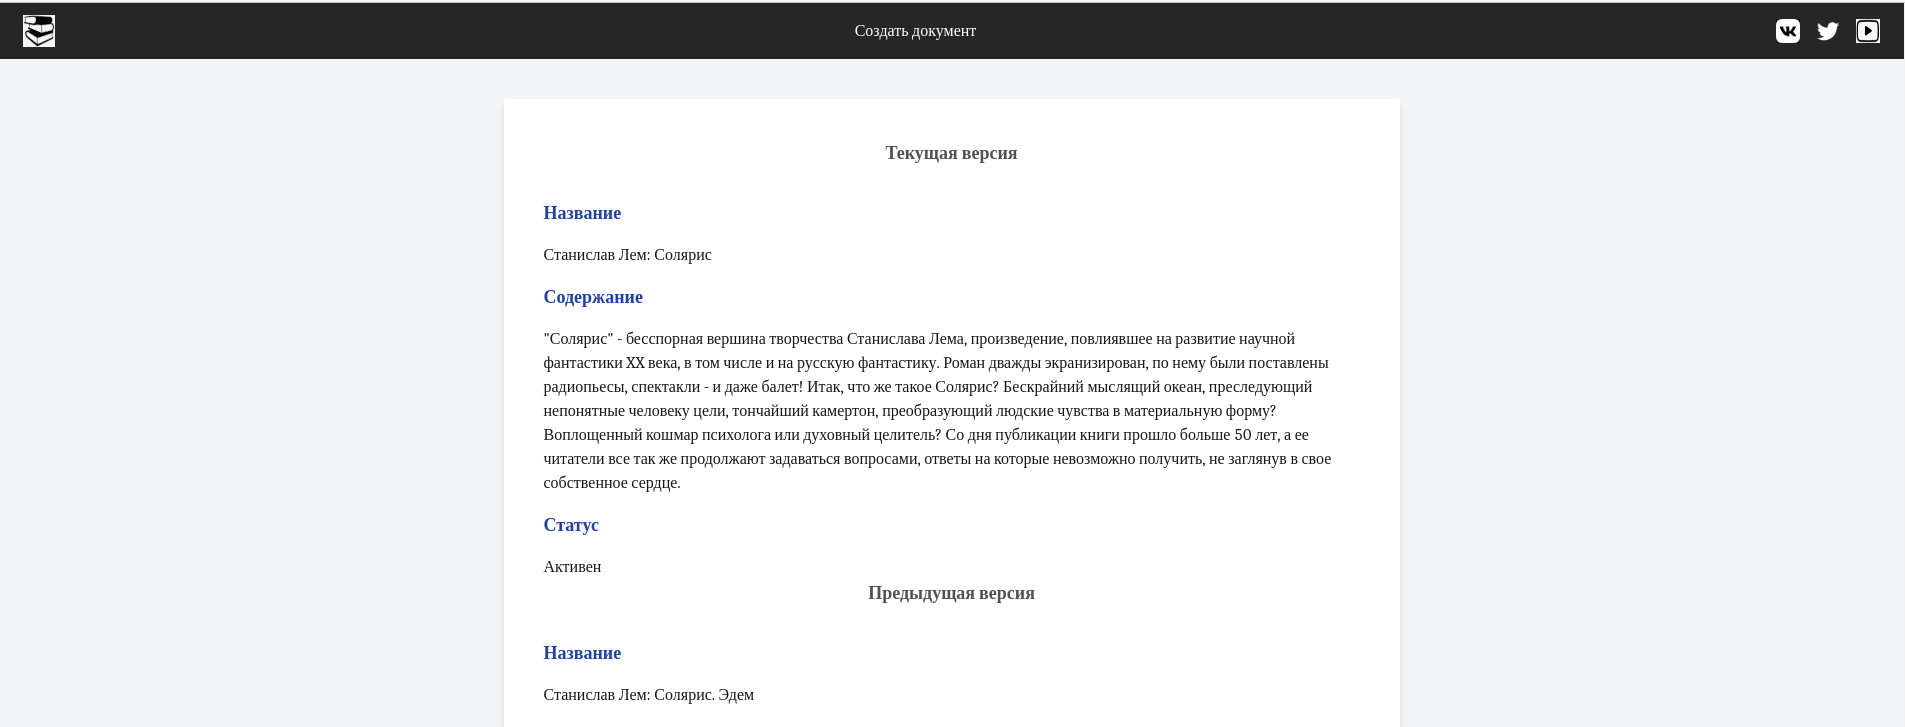 Создать документ
Текущая версия
Название
Станислав Лем: Солярис
Содержание
"Солярис" - бесспорная вершина творчества Станислава Лема, произведение, повлиявшее на развитие научной
фантастики XX века, в том числе и на русскую фантастику. Роман дважды экранизирован, по нему были поставлены
радиопьесы, спектакли - и даже балет! Итак, что же такое Солярис? Бескрайний мыслящий океан, преследующий
непонятные человеку цели, тончайший камертон, преобразующий людские чувства в материальную форму?
Воплощенный кошмар психолога или духовный целитель? Со дня публикации книги прошло больше 50 лет, а ее
читатели все так же продолжают задаваться вопросами, ответы на которые невозможно получить, не заглянув в свое
собственное сердце.
Статус
Активен
Предыдущая версия
Название
Станислав Лем: Солярис. Эдем